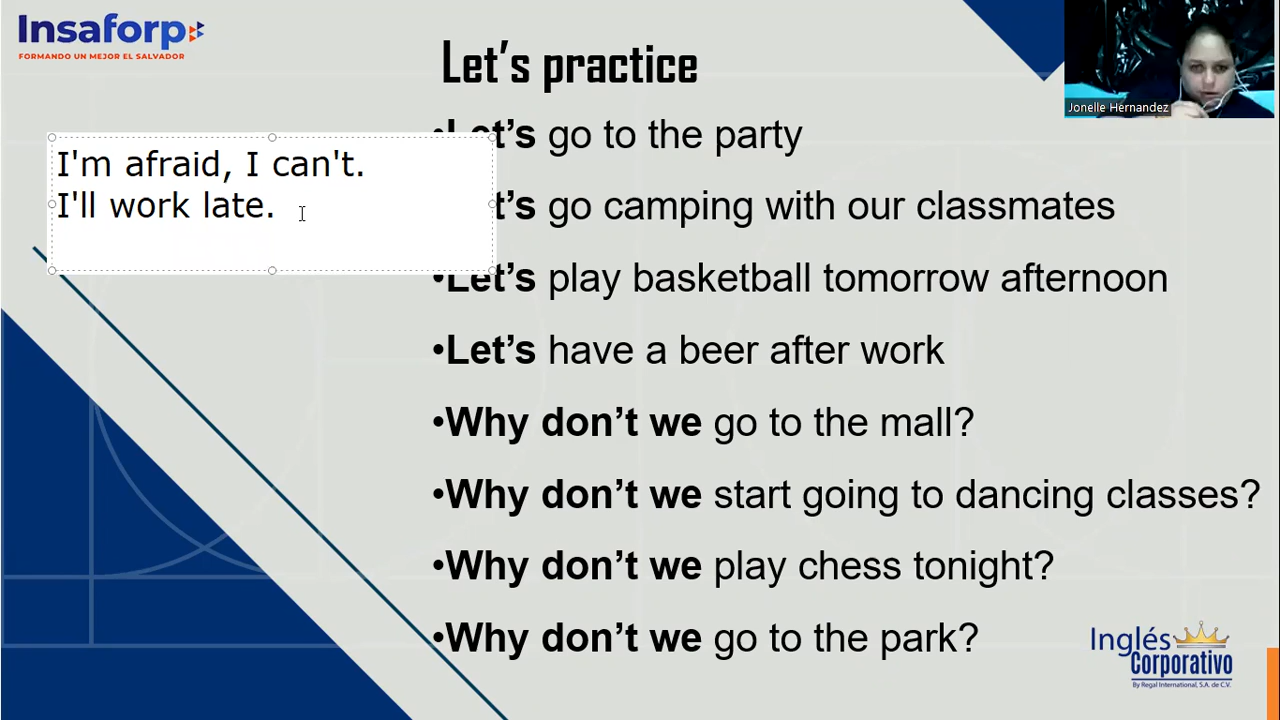 Insaforp
FORMANDO UN MEJOR EL SALVADOR
Let's practice
Jonelle Hernandez
•Let's go to the party
I'm afraid, I can't.
I'll work late.
t's go camping with our classmates
•Let's play basketball tomorrow afternoon
•Let's have a beer after work
•Why don't we go to the mall?
•Why don't we start going to dancing classes?
•Why don't we play chess tonight?
•Why don't we go to the park?
Inglés
Corporativo
By Regal International, S.A. de C.V.